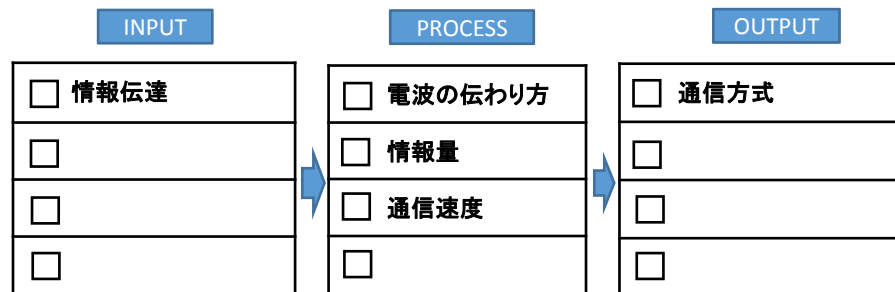 INPUT
PROCESS
OUTPUT
情報伝達
電波の伝わり方
通信方式
情報量
通信速度